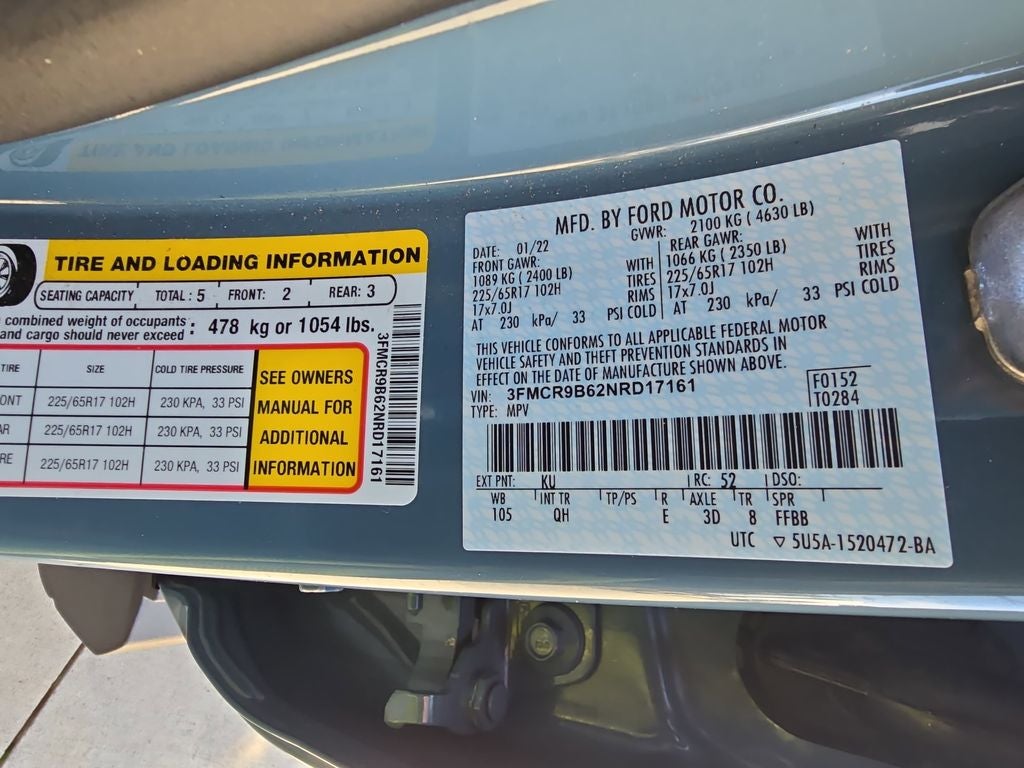 TIRE AND LOADING INFORMATION
SEATING CAPACITY TOTAL : 5 FRONT: 2 REAR: 3
combined weight of occupants
and cargo should never exceed : 478 kg or 1054 lbs.
TIRE SIZE COLD TIRE PRESSURE
ONT 225/65R17 102H 230 KPA, 33 PSI
AR 225/65R17 102H 230 KPA, 33 PSI
RE 225/65R17 102H 230 KPA, 33 PSI
SEE OWNERS
MANUAL FOR
ADDITIONAL
INFORMATION
3FMCR9B62NRD17161
MFD. BY FORD MOTOR CO.
DATE: 01/22 GVWR: 2100 KG ( 4630 LB)
FRONT GAWR: REAR GAWR:
1089 KG ( 2400 LB) WITH 1066 KG ( 2350 LB) WITH
225/65R17 102H TIRES 225/65R17 102H TIRES
17x7.0J RIMS 17x7.0J RIMS
AT 230 kPa/ 33 PSI COLD AT 230 kPa/ 33 PSI COLD
THIS VEHICLE CONFORMS TO ALL APPLICABLE FEDERAL MOTOR
VEHICLE SAFETY AND THEFT PREVENTION STANDARDS IN
EFFECT ON THE DATE OF MANUFACTURE SHOWN ABOVE.
VIN: 3FMCR9B62NRD17161 F0152
TYPE: MPV T0284
EXT PNT: KU RC: 52 DSO:
WB INT TR TP/PS R AXLE TR SPR
105 QH E 3D 8 FFBB
UTC ▽ 5U5A-1520472-BA